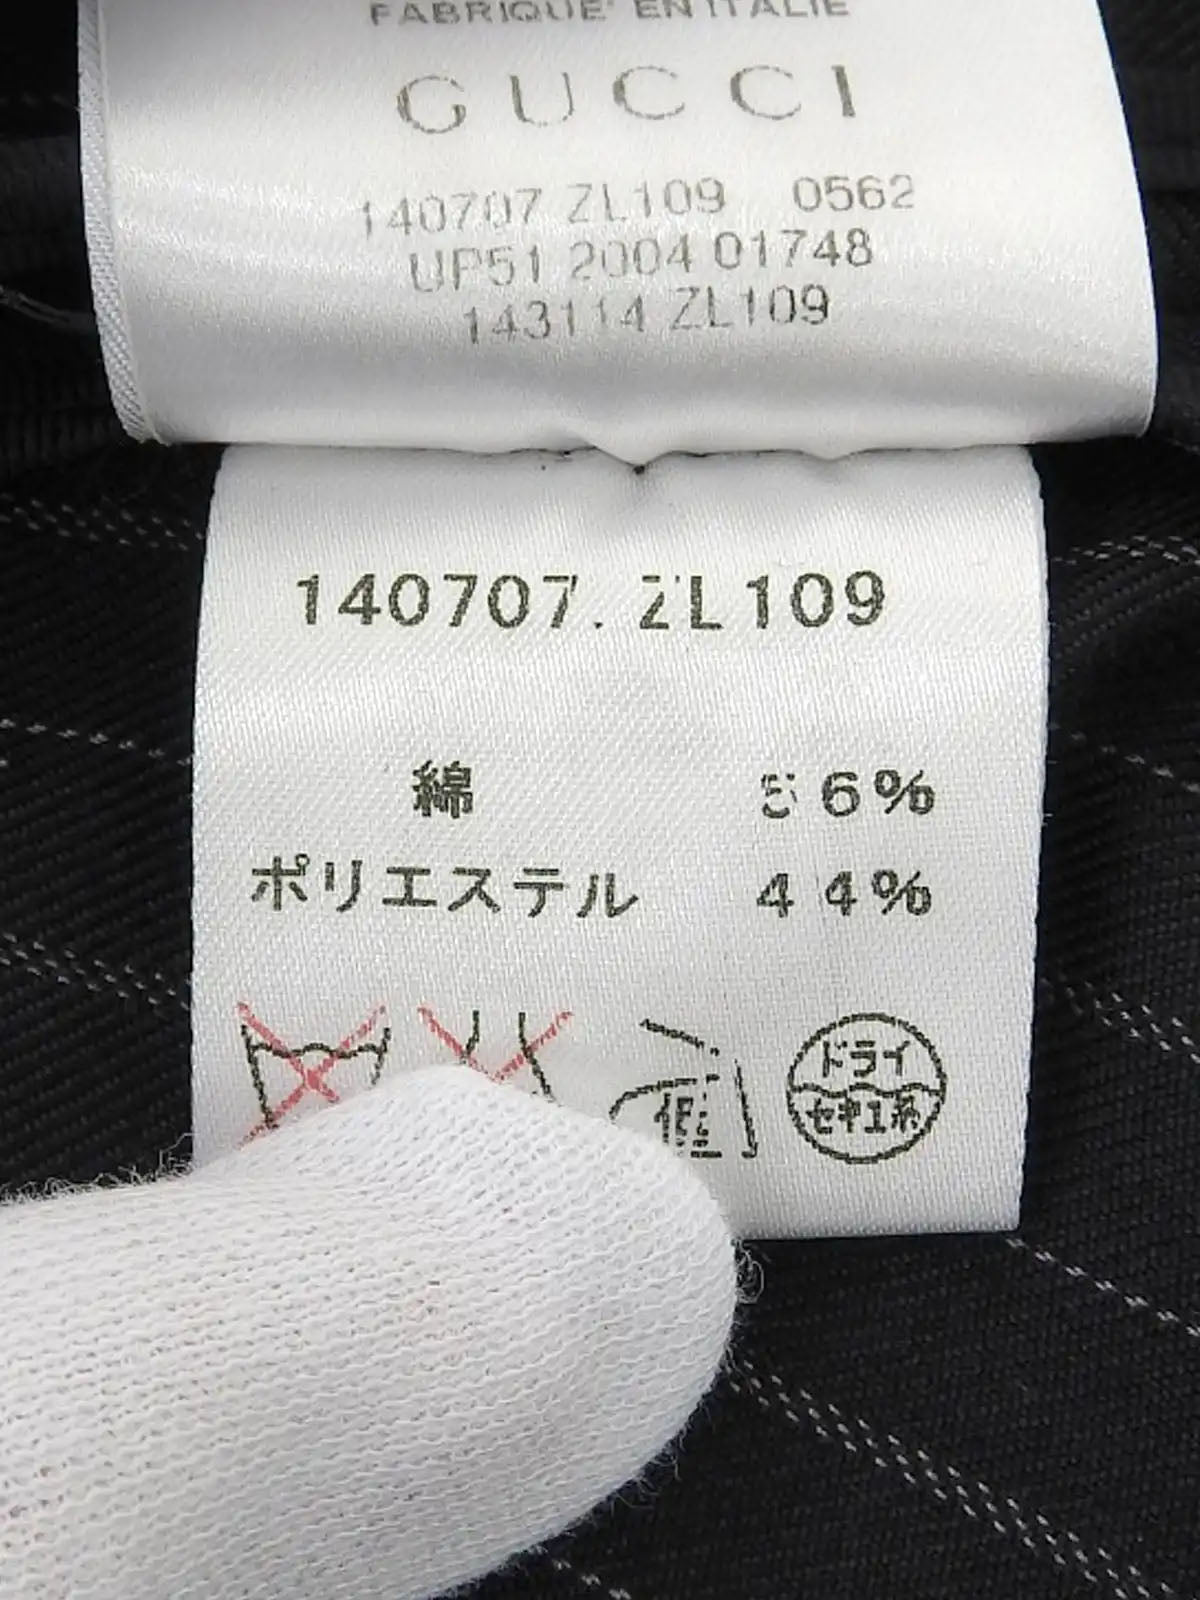 FABRIQUE EN ITALIE
GUCCI
140707 ZL109 0562
UP51 2004 01748
143114 ZL109
140707. ZL109
綿 56%
ポリエステル 44%
低
ドライ
セキユ系